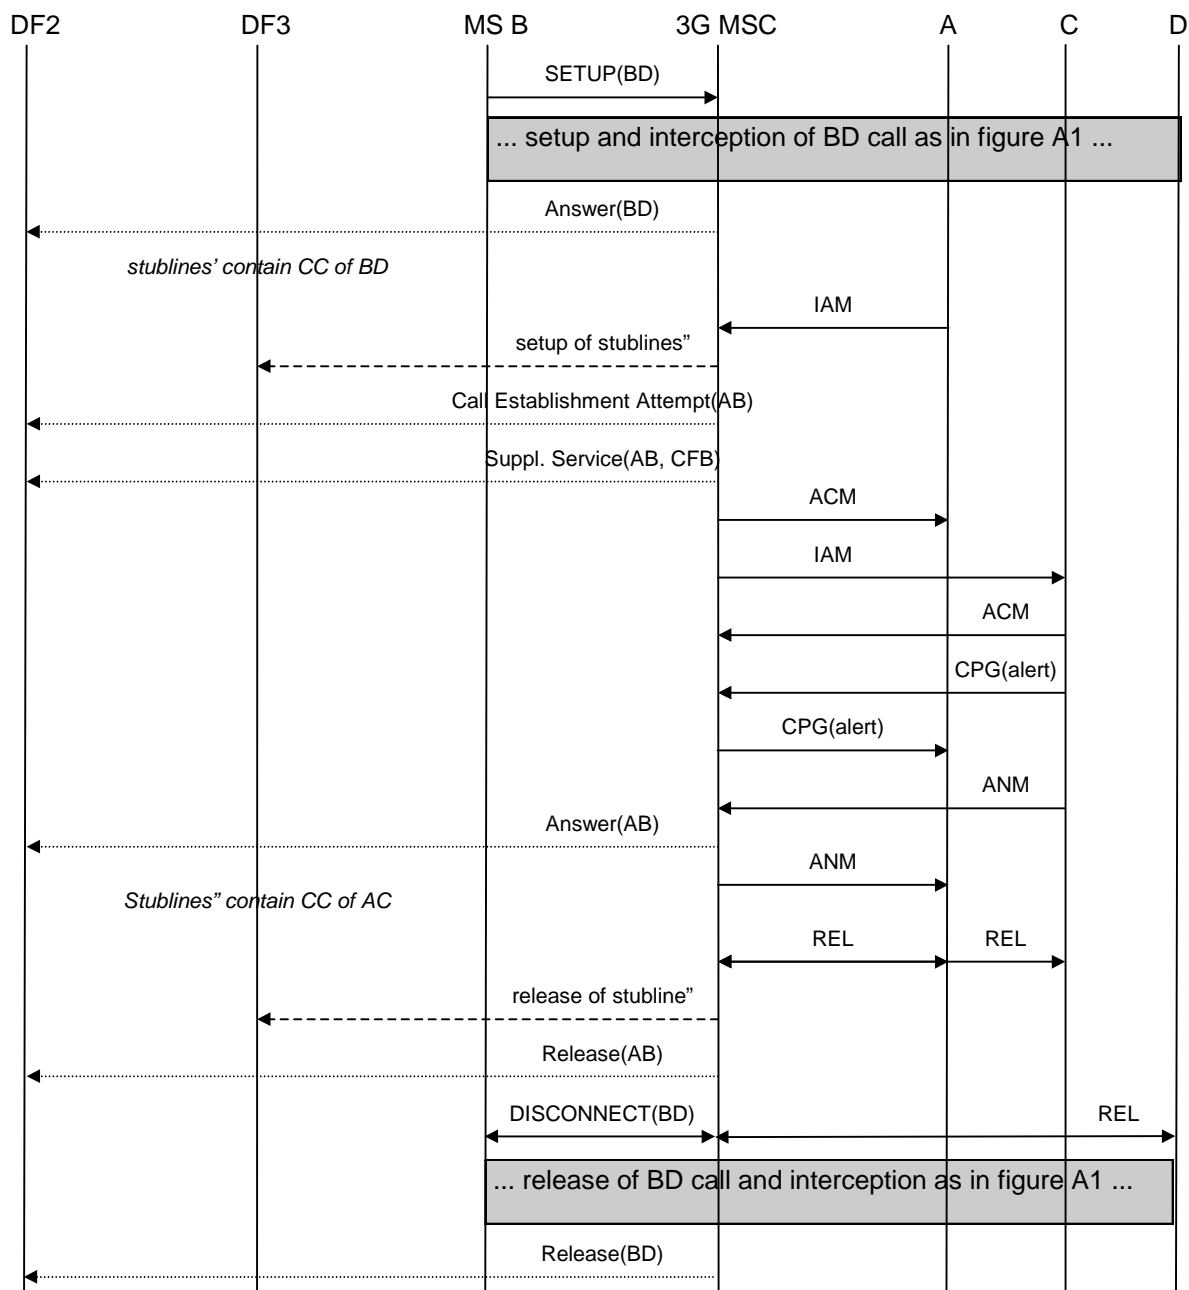 DF2 DF3 MS B 3G MSC A C D
SETUP(BD)
... setup and interception of BD call as in figure A1 ...
Answer(BD)
stublines’ contain CC of BD
IAM
setup of stublines”
Call Establishment Attempt(AB)
Suppl. Service(AB, CFB)
ACM
IAM
ACM
CPG(alert)
CPG(alert)
ANM
Answer(AB)
ANM
Stublines” contain CC of AC
REL REL
release of stubline”
Release(AB)
DISCONNECT(BD) REL
... release of BD call and interception as in figure A1 ...
Release(BD)